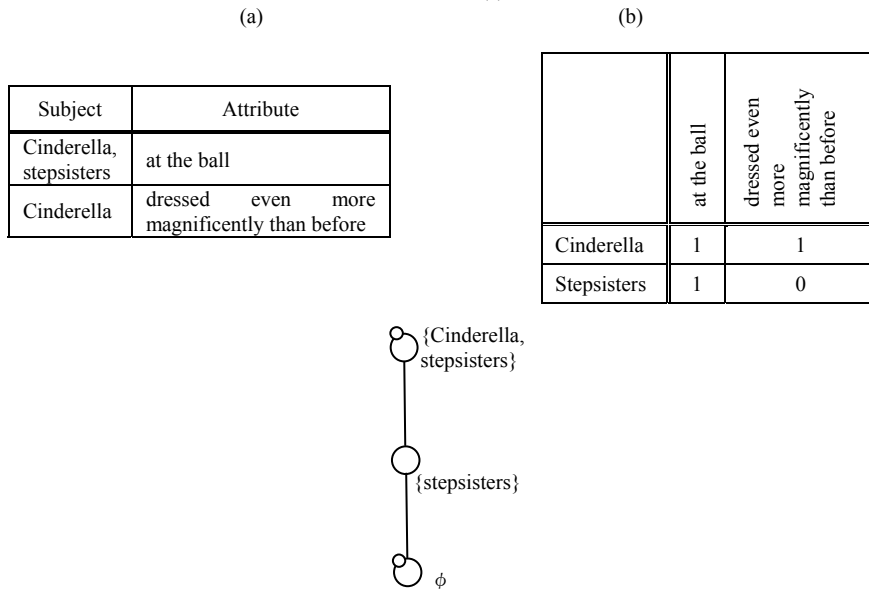 (a)
(b)
Subject Attribute
Cinderella,
stepsisters
at the ball
Cinderella
dressed even more
magnificently than before
at the ball
dressed even
more
magnificently
than before
Cinderella 1 1
Stepsisters 1 0
{Cinderella,
stepsisters}
{stepsisters}
ϕ